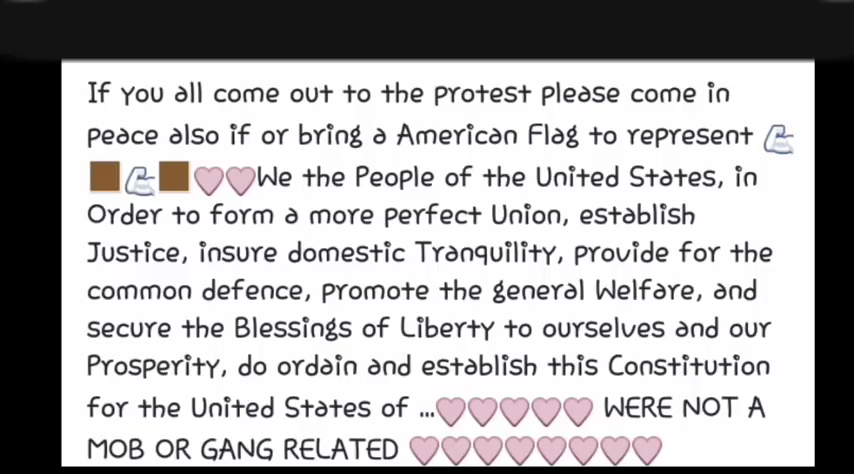 If you all come out to the protest please come in
peace also if or bring a American Flag to represent 💪
🏾💪🏾🩷🩷We the People of the United States, in
Order to form a more perfect Union, establish
Justice, insure domestic Tranquility, provide for the
common defence, promote the general Welfare, and
secure the Blessings of Liberty to ourselves and our
Prosperity, do ordain and establish this Constitution
for the United States of ...🩷🩷🩷🩷🩷 WERE NOT A
MOB OR GANG RELATED 🩷🩷🩷🩷🩷🩷🩷🩷